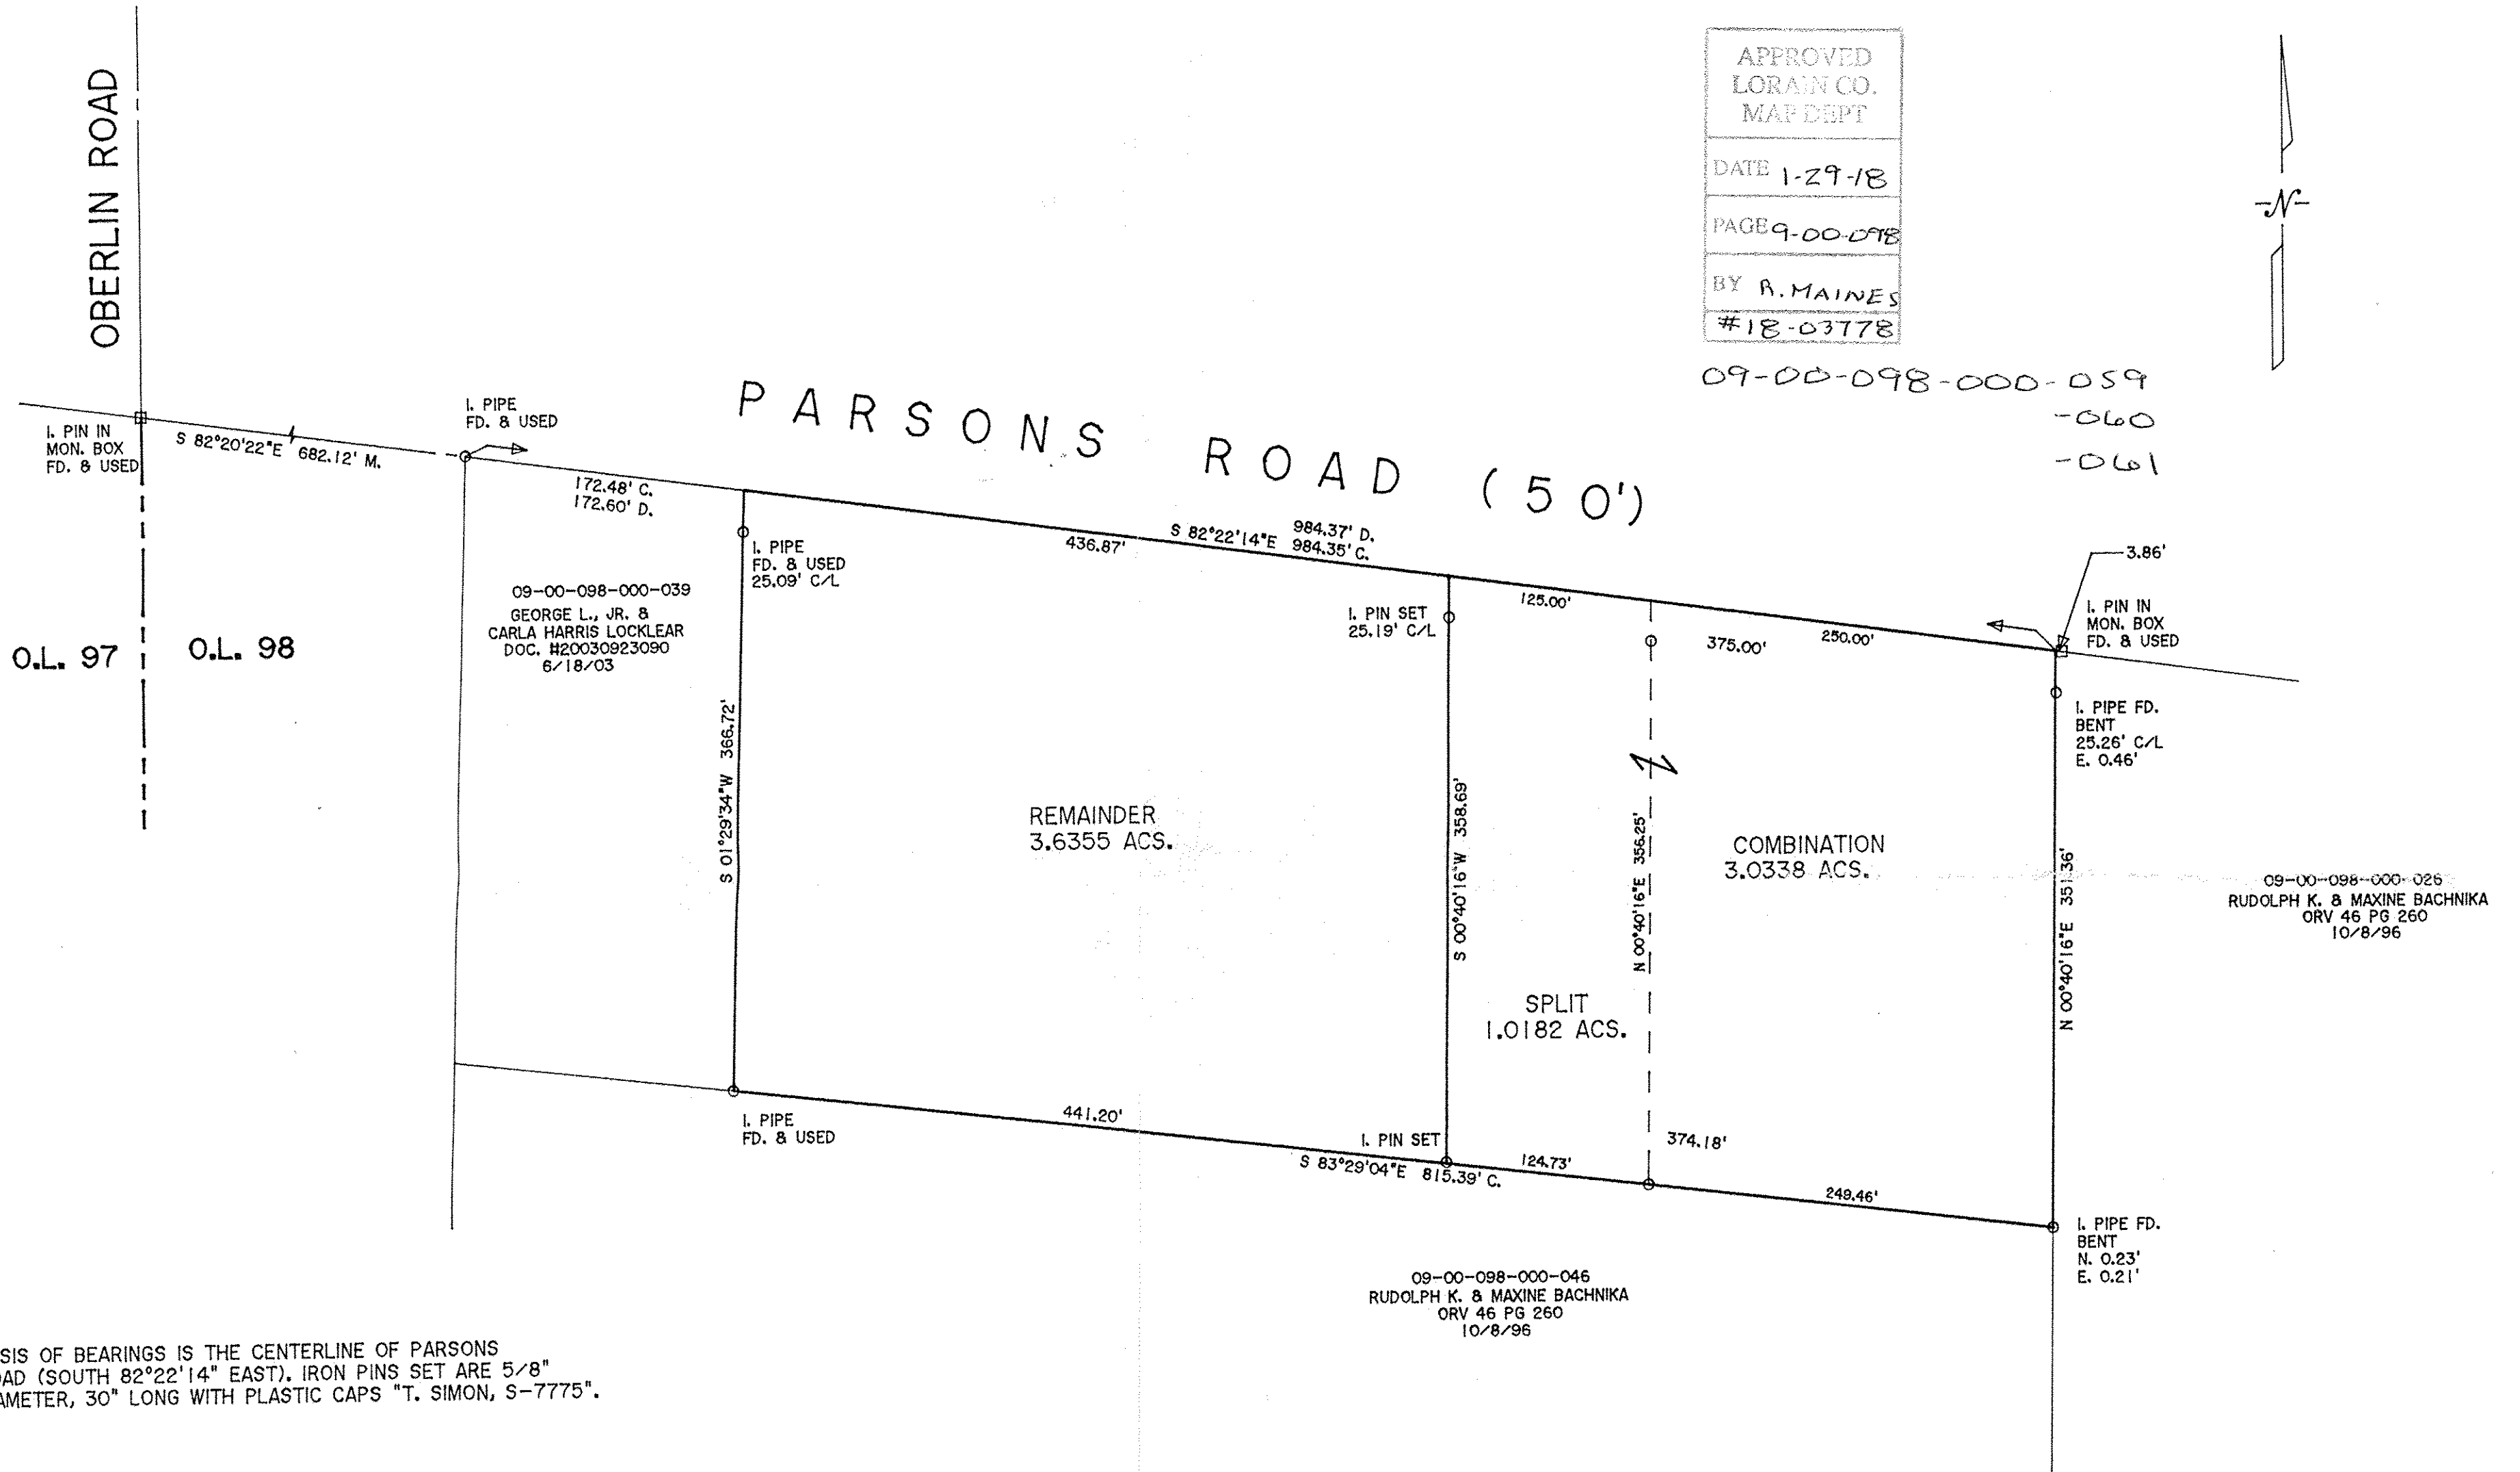 OBERLIN ROAD
APPROVED
LORAIN CO.
MAP DEPT
DATE 1-29-18
PAGE 9-00-098
BY R. MAINES
#18-03778
09-00-098-000-059
-060
-061
-N-
I. PIN IN
MON. BOX
FD. & USED
S 82°20'22"E 682.12' M.
I. PIPE
FD. & USED
PARSONS ROAD (50')
172.48' C.
172.60' D.
436.87'
984.37' D.
S 82°22'14"E 984.35' C.
125.00'
375.00'
250.00'
3.86'
I. PIN IN
MON. BOX
FD. & USED
I. PIPE
FD. & USED
25.09' C/L
I. PIN SET
25.19' C/L
I. PIPE FD.
BENT
25.26' C/L
E. 0.46'
O.L. 97
O.L. 98
09-00-098-000-039
GEORGE L., JR. &
CARLA HARRIS LOCKLEAR
DOC. #20030923090
6/18/03
S 01°29'34"W 366.72'
REMAINDER
3.6355 ACS.
S 00°40'16"W 358.69'
SPLIT
1.0182 ACS.
N 00°40'16"E 356.25'
COMBINATION
3.0338 ACS.
N 00°40'16"E 351.36'
09-00-098-000-026
RUDOLPH K. & MAXINE BACHNIKA
ORV 46 PG 260
10/8/96
I. PIPE
FD. & USED
441.20'
I. PIN SET
S 83°29'04"E 815.39' C.
124.73'
374.18'
249.46'
I. PIPE FD.
BENT
N. 0.23'
E. 0.21'
09-00-098-000-046
RUDOLPH K. & MAXINE BACHNIKA
ORV 46 PG 260
10/8/96
SIS OF BEARINGS IS THE CENTERLINE OF PARSONS
AD (SOUTH 82°22'14" EAST). IRON PINS SET ARE 5/8"
AMETER, 30" LONG WITH PLASTIC CAPS "T. SIMON, S-7775".